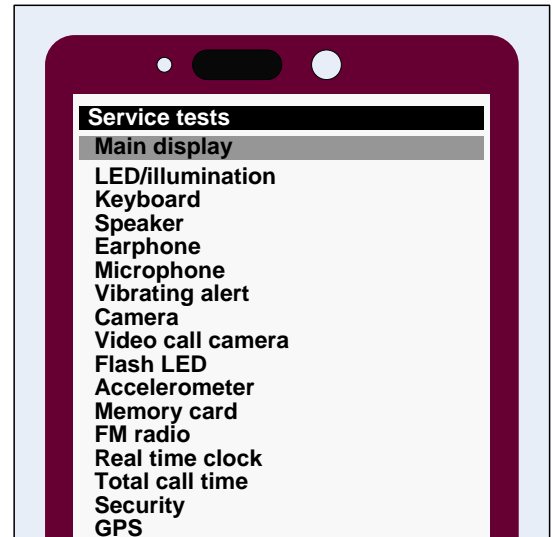 Service tests
Main display
LED/illumination
Keyboard
Speaker
Earphone
Microphone
Vibrating alert
Camera
Video call camera
Flash LED
Accelerometer
Memory card
FM radio
Real time clock
Total call time
Security
GPS